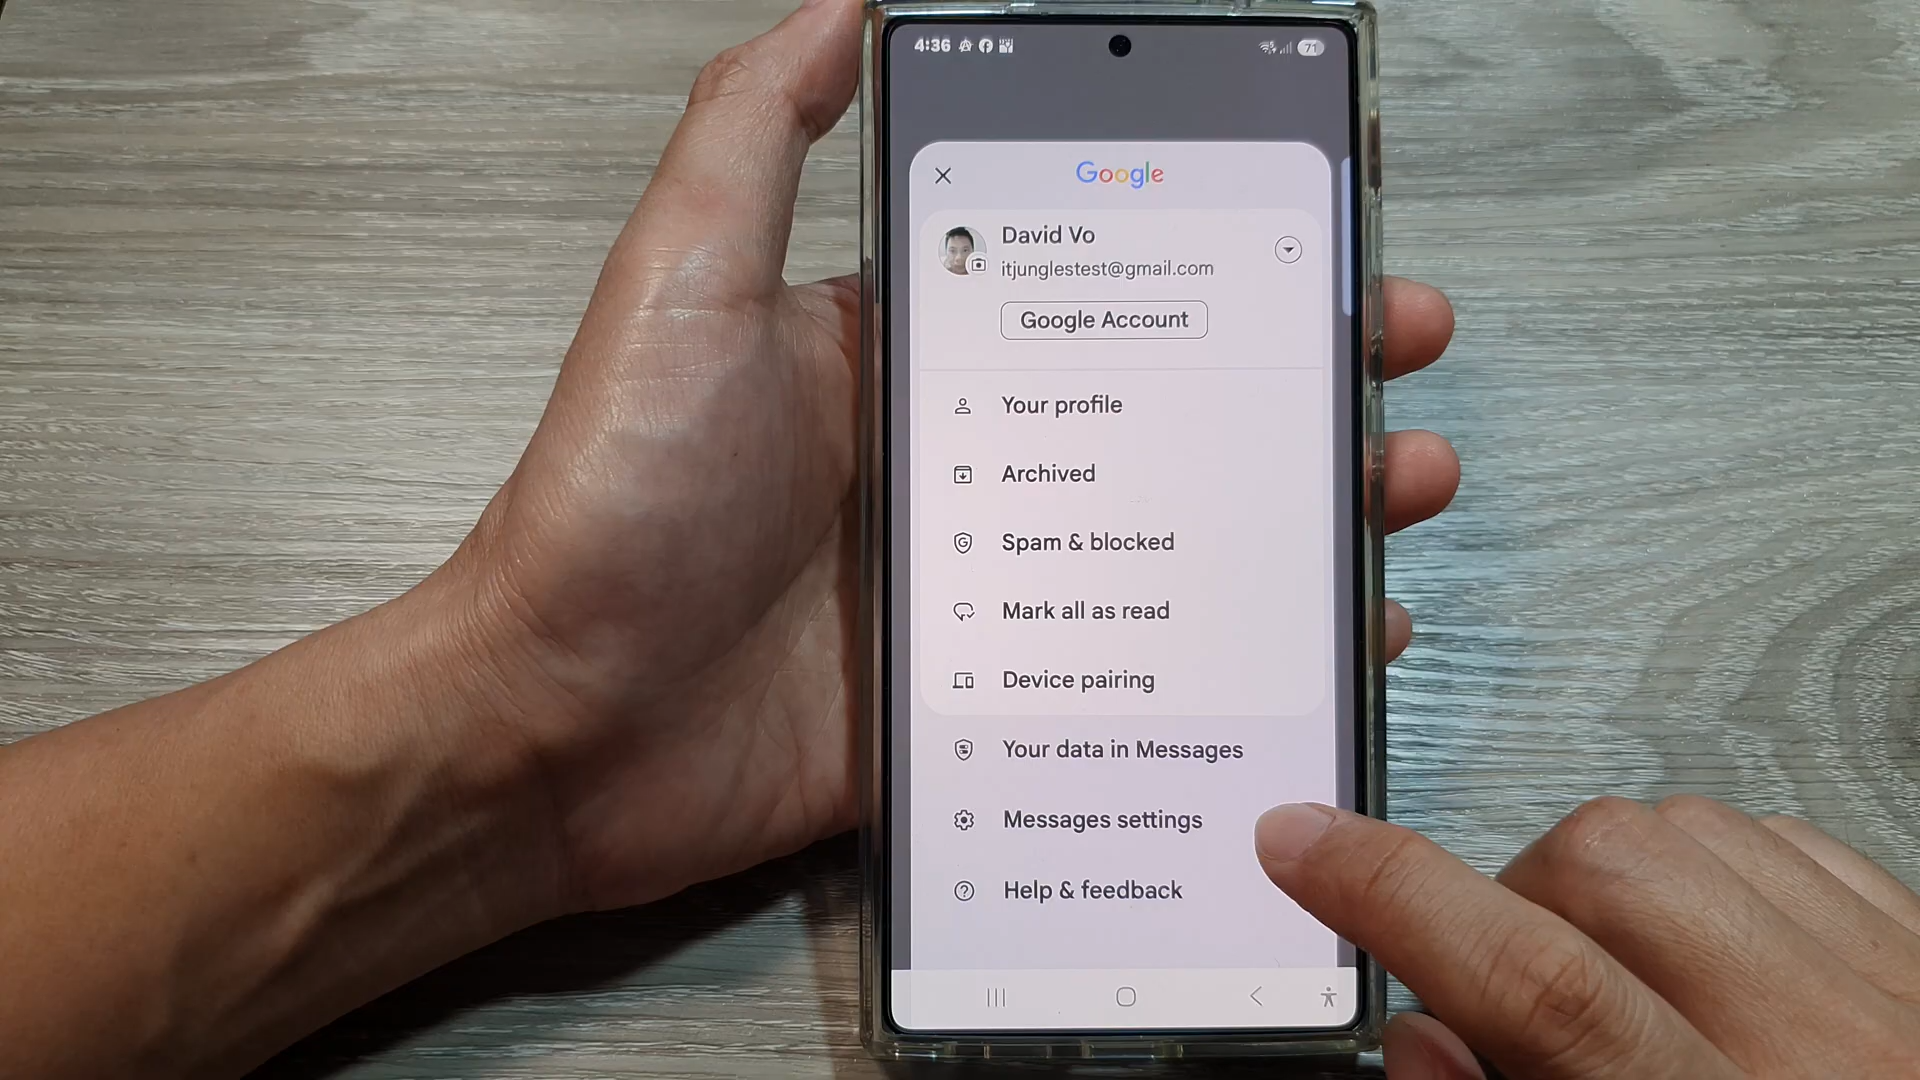 4:36
71
Google
David Vo
itjunglestest@gmail.com
Google Account
Your profile
Archived
Spam & blocked
Mark all as read
Device pairing
Your data in Messages
Messages settings
Help & feedback